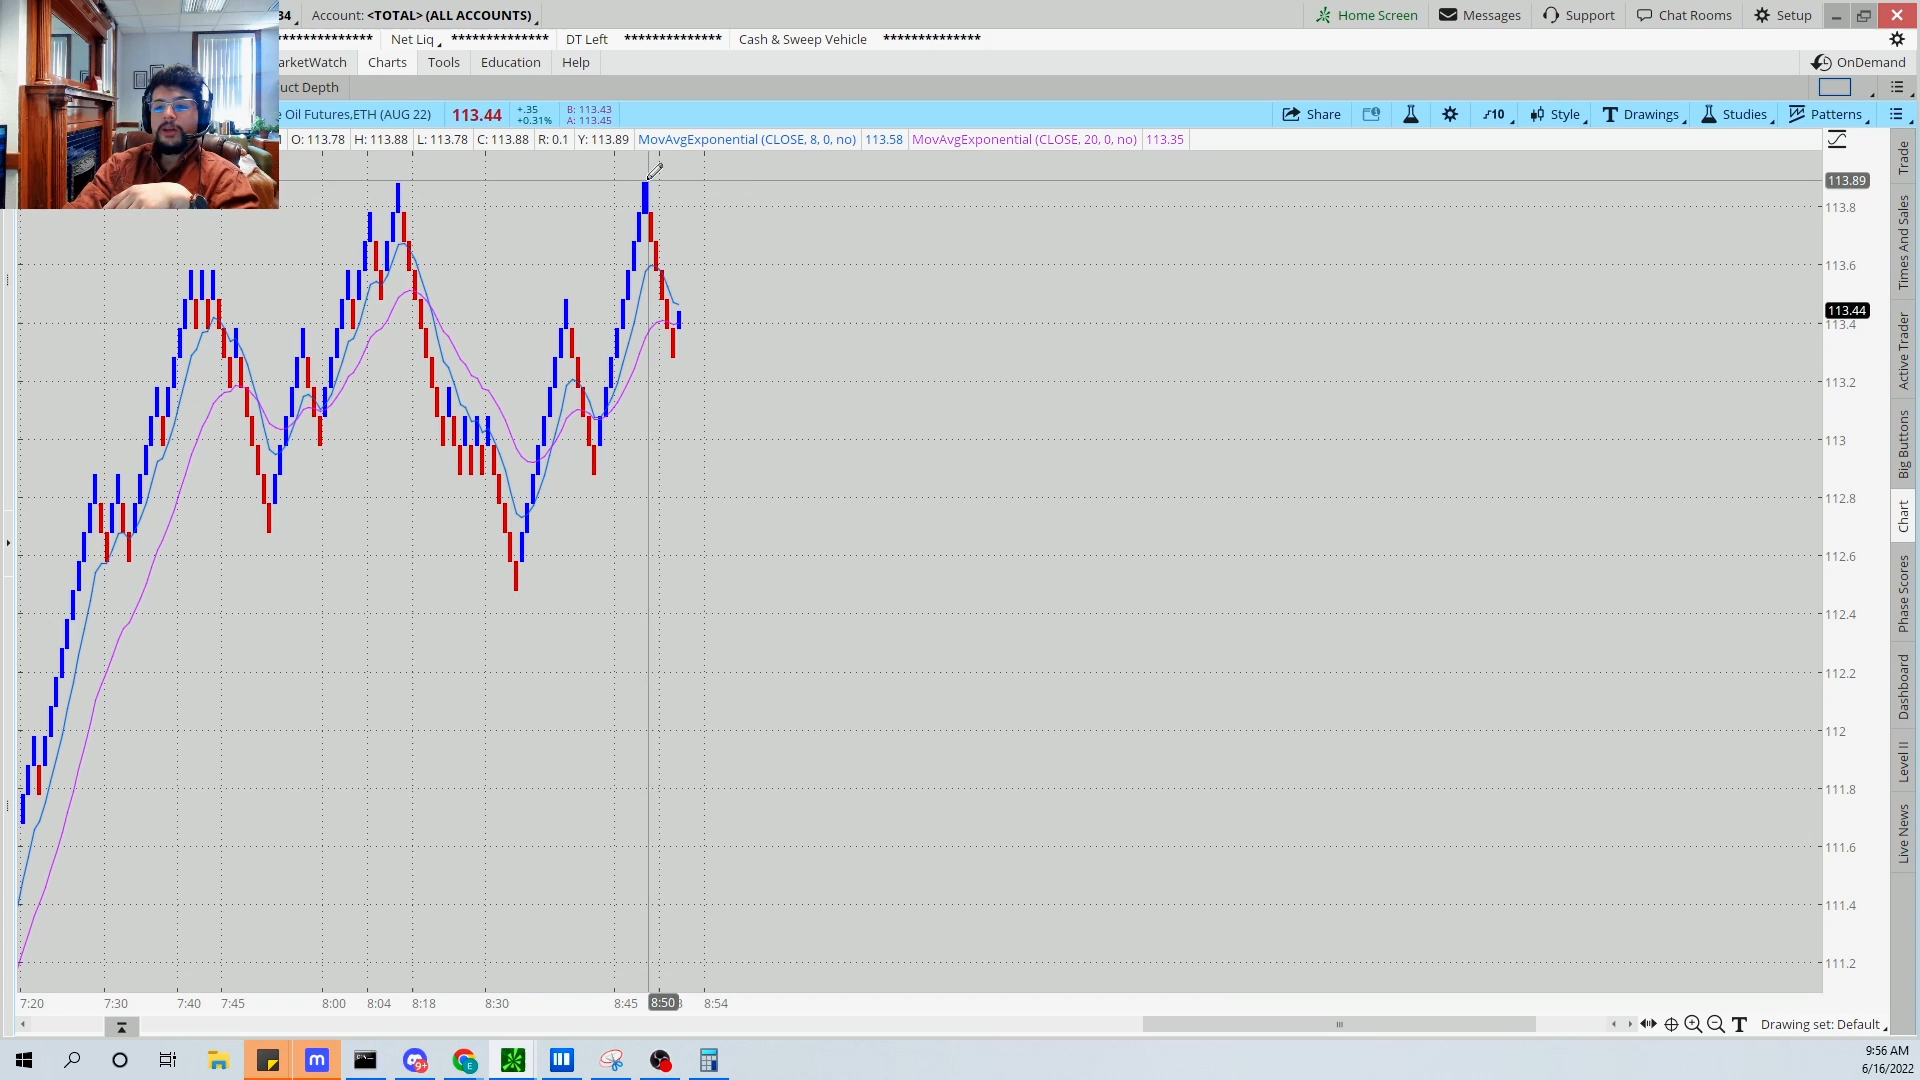 34 Account: <TOTAL> (ALL ACCOUNTS) Home Screen Messages Support Chat Rooms Setup
************** Net Liq ************** DT Left ************** Cash & Sweep Vehicle **************
arketWatch Charts Tools Education Help OnDemand
uct Depth
e Oil Futures,ETH (AUG 22) 113.44 +.35 +0.31% B: 113.43 A: 113.45 Share 10 Style Drawings Studies Patterns
O: 113.78 H: 113.88 L: 113.78 C: 113.88 R: 0.1 Y: 113.89 MovAvgExponential (CLOSE, 8, 0, no) 113.58 MovAvgExponential (CLOSE, 20, 0, no) 113.35
113.89
113.8
113.6
113.44
113.4
113.2
113
112.8
112.6
112.4
112.2
112
111.8
111.6
111.4
111.2
Trade
Times And Sales
Active Trader
Big Buttons
Chart
Phase Scores
Dashboard
Level II
Live News
7:20 7:30 7:40 7:45 8:00 8:04 8:18 8:30 8:45 8:50 8:54
Drawing set: Default
9+
9:56 AM
6/16/2022